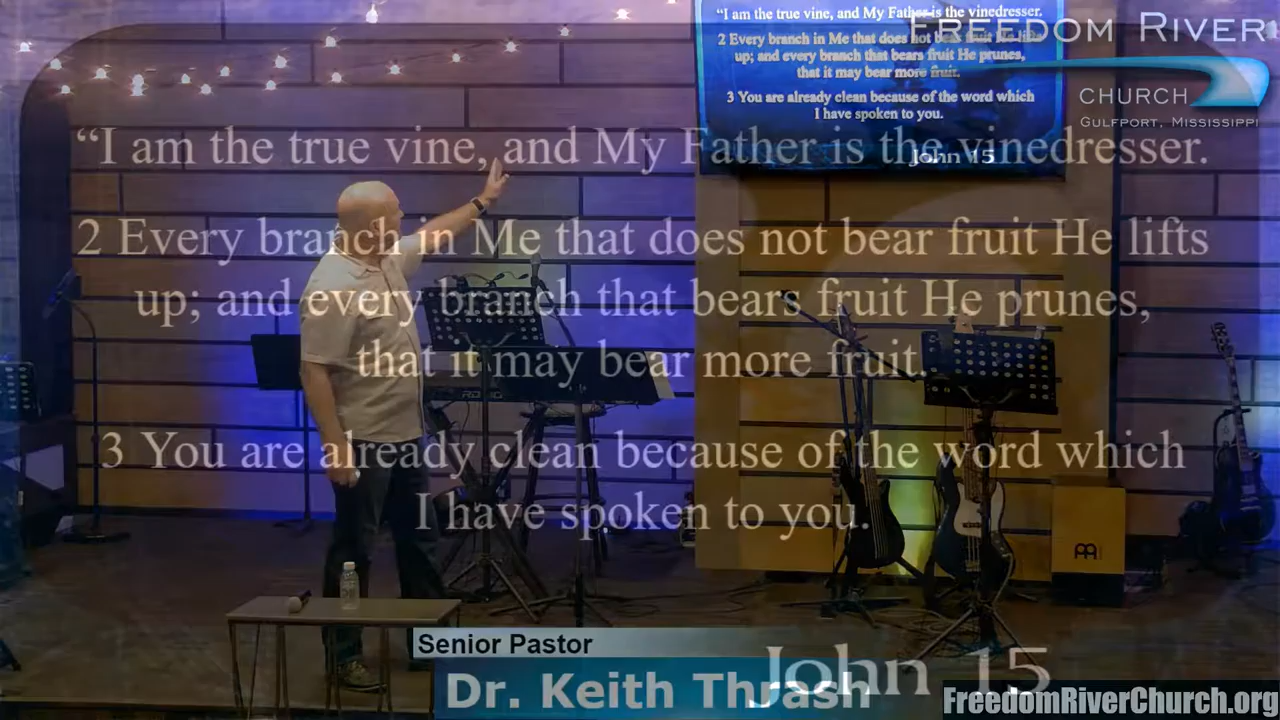 “I am the true vine, and My Father is the vinedresser.
2 Every branch in Me that does not bear fruit He lifts
up; and every branch that bears fruit He prunes,
that it may bear more fruit.
3 You are already clean because of the word which
I have spoken to you.
John 15
FREEDOM RIVER
CHURCH
GULFPORT, MISSISSIPPI
“I am the true vine, and My Father is the vinedresser.
2 Every branch in Me that does not bear fruit He lifts
up; and every branch that bears fruit He prunes,
that it may bear more fruit.
3 You are already clean because of the word which
I have spoken to you.
Senior Pastor
Dr. Keith Thrash
John 15
FreedomRiverChurch.org